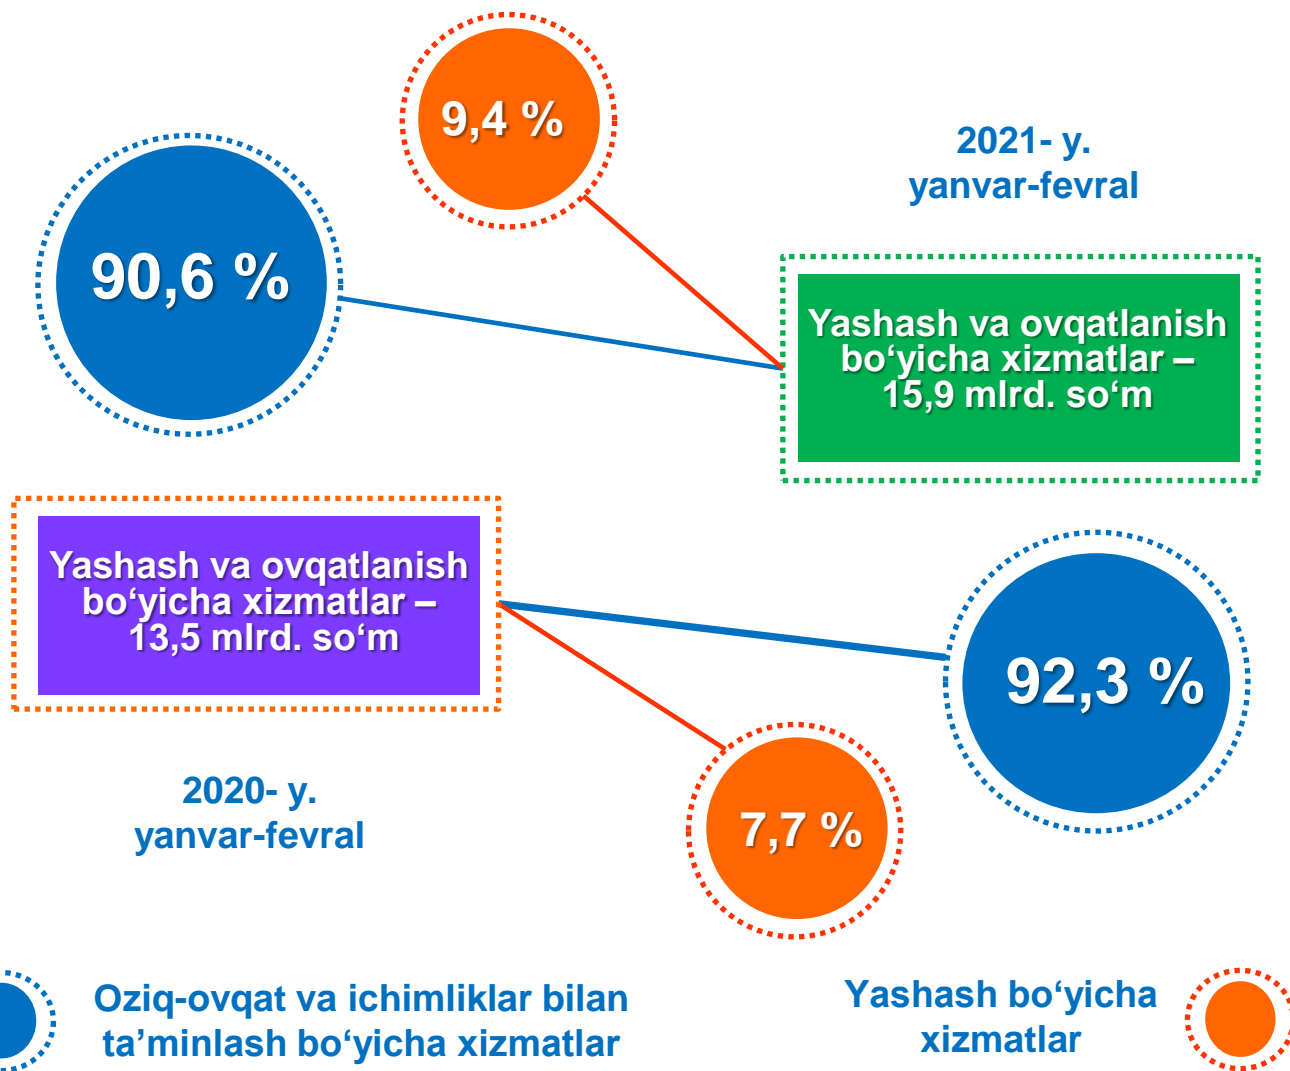 9,4 %
2021- y.
yanvar-fevral
90,6 %
Yashash va ovqatlanish
bo‘yicha xizmatlar –
15,9 mlrd. so‘m
Yashash va ovqatlanish
bo‘yicha xizmatlar –
13,5 mlrd. so‘m
92,3 %
2020- y.
yanvar-fevral
7,7 %
Oziq-ovqat va ichimliklar bilan
ta’minlash bo‘yicha xizmatlar
Yashash bo‘yicha
xizmatlar